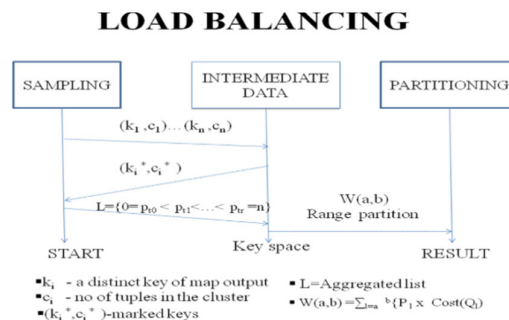 LOAD BALANCING
SAMPLING
INTERMEDIATE
DATA
PARTITIONING
(k₁ ,c₁)…(kₙ,cₙ)
(kᵢ*,cᵢ* )
L={0= pₜ₀ < pₜ₁<…< pₜᵣ =n}
W(a,b)
Range partition
START
Key space
RESULT
▪kᵢ - a distinct key of map output
▪cᵢ - no of tuples in the cluster
▪(kᵢ*,cᵢ*)-marked keys
▪ L=Aggregated list
▪ W(a,b)=∑ₗ₌ₐ ᵇ{Pₗ x Cost(Qₗ)